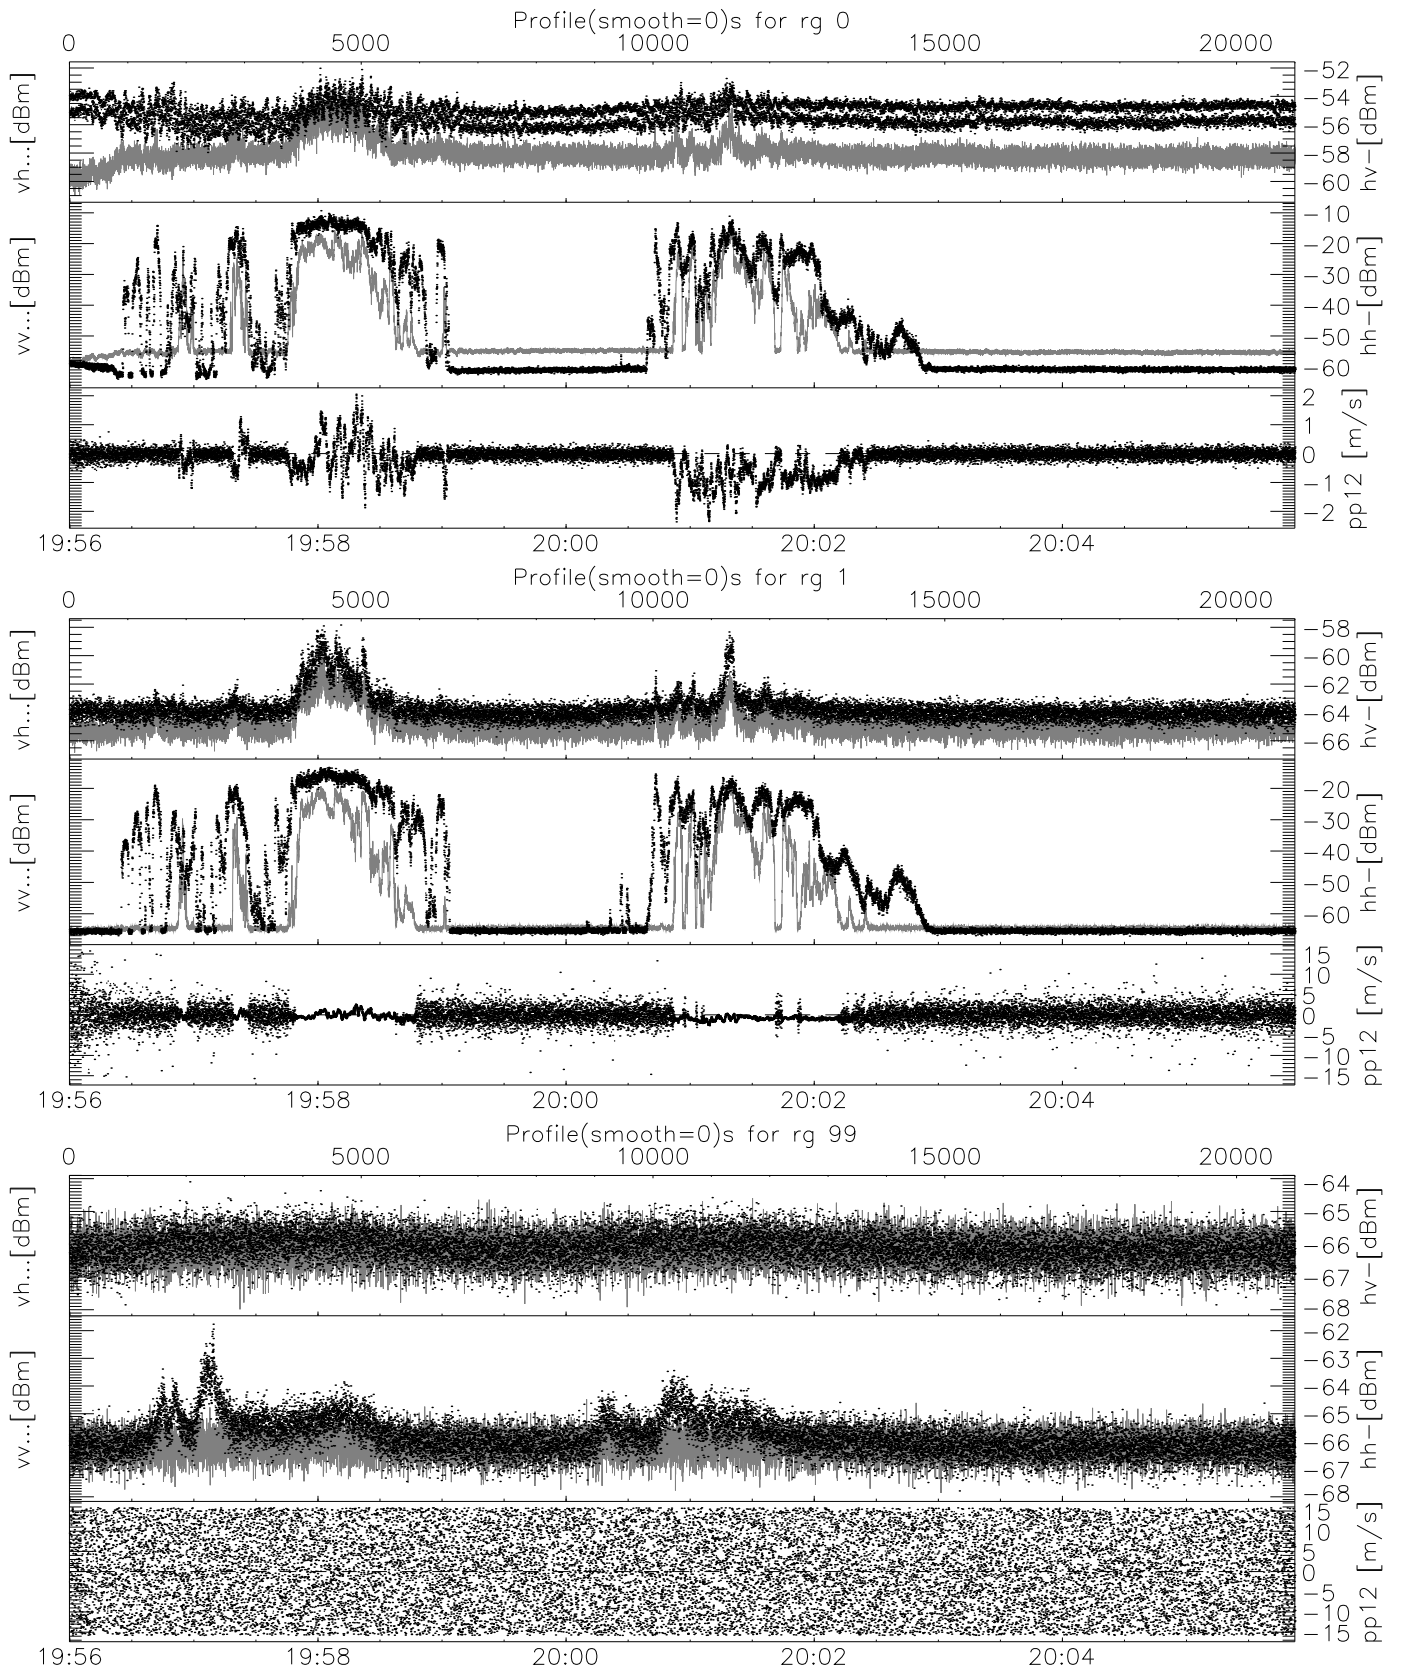 Profile(smooth=0)s for rg 0
0 5000 10000 15000 20000
vh...[dBm]
-52
-54
-56
-58
-60
hv-[dBm]
vv...[dBm]
-10
-20
-30
-40
-50
-60
hh-[dBm]
2
1
0
-1
-2
pp12 [m/s]
19:56 19:58 20:00 20:02 20:04
Profile(smooth=0)s for rg 1
0 5000 10000 15000 20000
vh...[dBm]
-58
-60
-62
-64
-66
hv-[dBm]
vv...[dBm]
-20
-30
-40
-50
-60
hh-[dBm]
15
10
5
0
-5
-10
-15
pp12 [m/s]
19:56 19:58 20:00 20:02 20:04
Profile(smooth=0)s for rg 99
0 5000 10000 15000 20000
vh...[dBm]
-64
-65
-66
-67
-68
hv-[dBm]
vv...[dBm]
-62
-63
-64
-65
-66
-67
-68
hh-[dBm]
15
10
5
0
-5
-10
-15
pp12 [m/s]
19:56 19:58 20:00 20:02 20:04